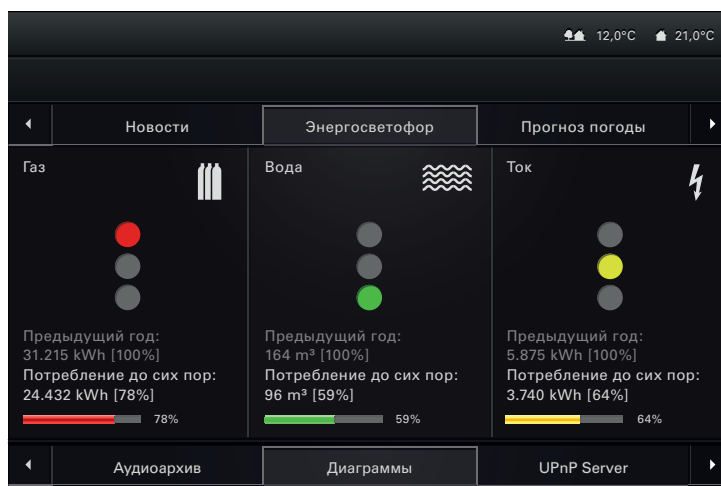 12,0°C 21,0°C
Новости Энергосветофор Прогноз погоды
Газ Вода Ток
Предыдущий год: Предыдущий год: Предыдущий год:
31.215 kWh [100%] 164 m³ [100%] 5.875 kWh [100%]
Потребление до сих пор: Потребление до сих пор: Потребление до сих пор:
24.432 kWh [78%] 96 m³ [59%] 3.740 kWh [64%]
78% 59% 64%
Аудиоархив Диаграммы UPnP Server